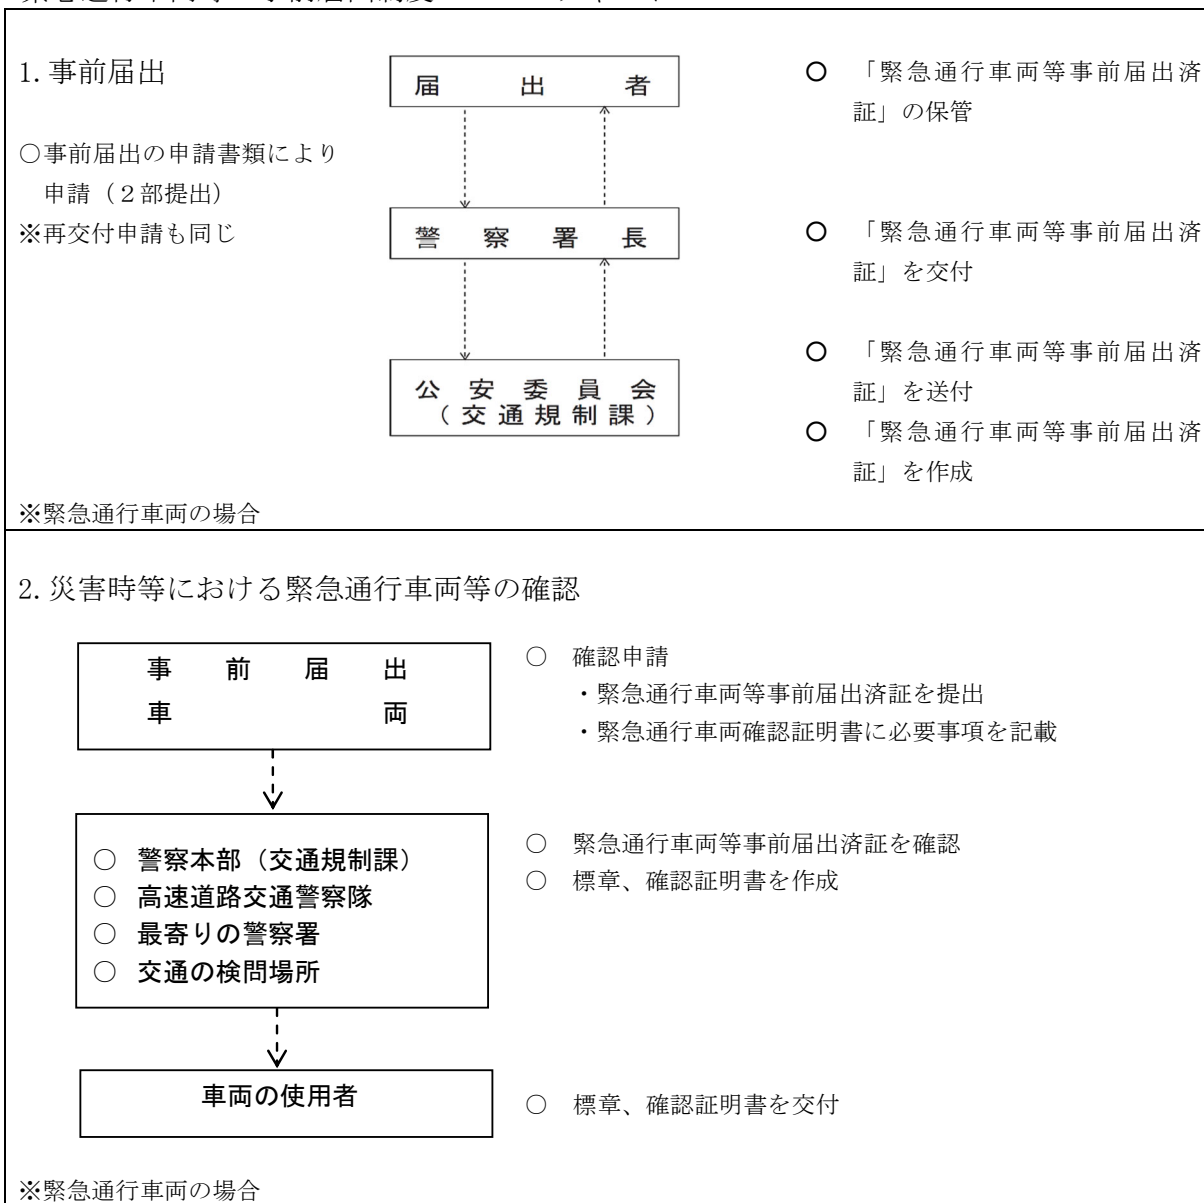 1. 事前届出
○事前届出の申請書類により
申請（２部提出）
※再交付申請も同じ
届出者
警察署長
公安委員会
（交通規制課）
○ 「緊急通行車両等事前届出済
証」の保管
○ 「緊急通行車両等事前届出済
証」を交付
○ 「緊急通行車両等事前届出済
証」を送付
○ 「緊急通行車両等事前届出済
証」を作成
※緊急通行車両の場合
2. 災害時等における緊急通行車両等の確認
事前届出
車両
○ 確認申請
・緊急通行車両等事前届出済証を提出
・緊急通行車両確認証明書に必要事項を記載
○ 警察本部（交通規制課）
○ 高速道路交通警察隊
○ 最寄りの警察署
○ 交通の検問場所
○ 緊急通行車両等事前届出済証を確認
○ 標章、確認証明書を作成
車両の使用者
○ 標章、確認証明書を交付
※緊急通行車両の場合